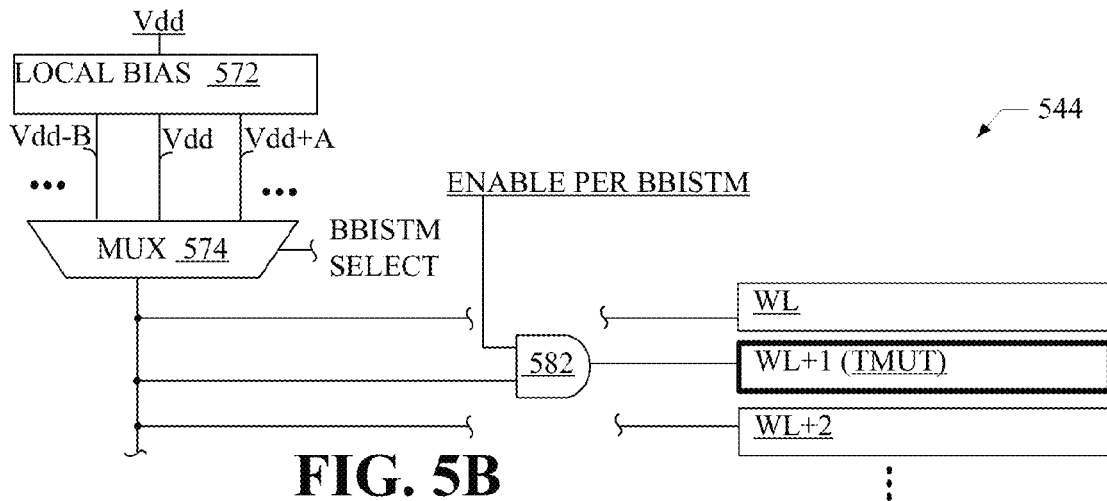 Vdd
LOCAL BIAS 572
Vdd-B Vdd Vdd+A
544
... ...
ENABLE PER BBISTM
MUX 574
BBISTM
SELECT
WL
582
WL+1 (TMUT)
WL+2
FIG. 5B